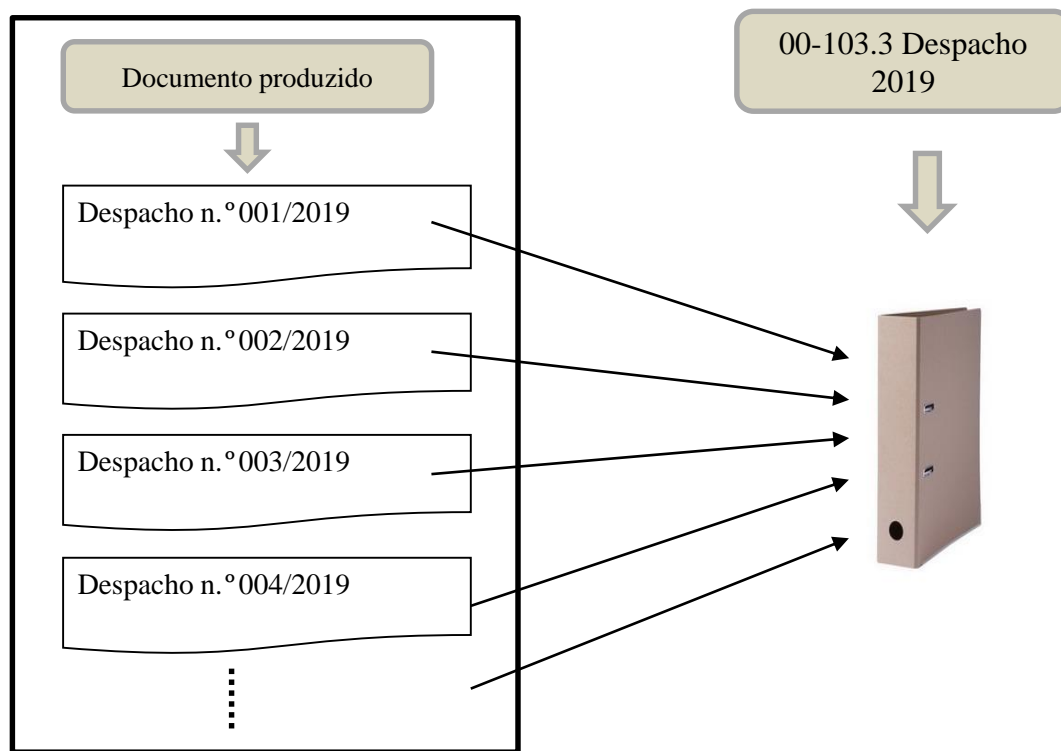 Documento produzido
00-103.3 Despacho
2019
Despacho n.º 001/2019
Despacho n.º 002/2019
Despacho n.º 003/2019
Despacho n.º 004/2019